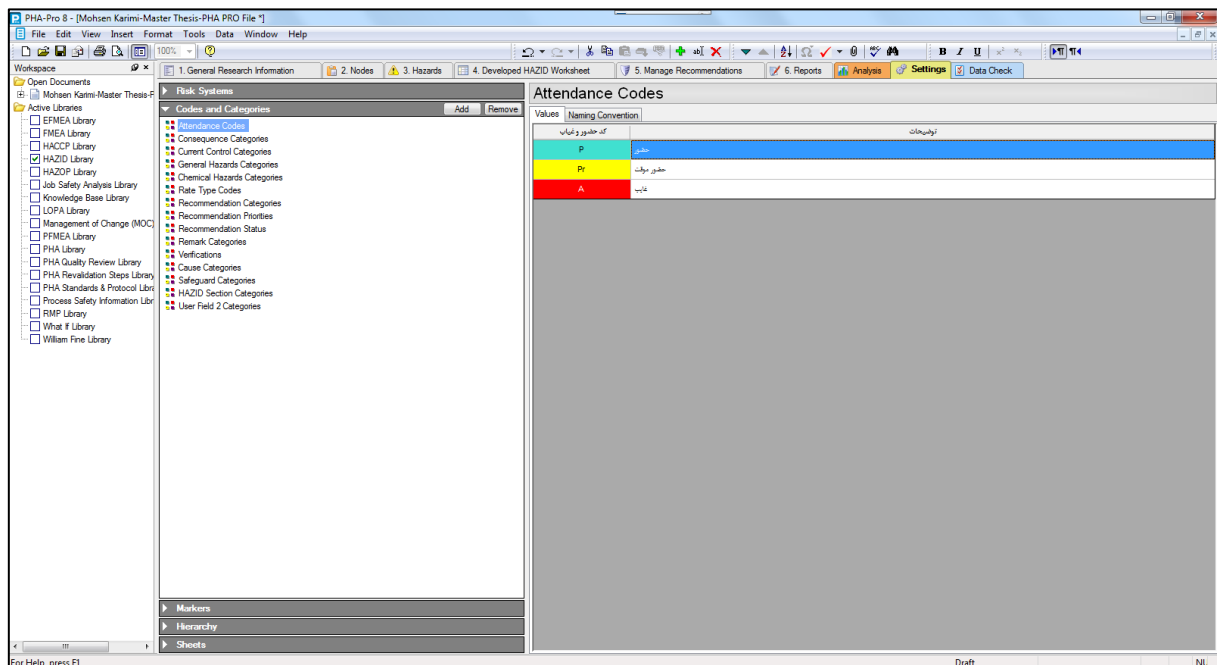 PHA-Pro 8 - [Mohsen Karimi-Master Thesis-PHA PRO File *]
File Edit View Insert Format Tools Data Window Help
100%
B I U
Workspace
1. General Research Information 2. Nodes 3. Hazards 4. Developed HAZID Worksheet 5. Manage Recommendations 6. Reports Analysis Settings Data Check
Open Documents
Mohsen Karimi-Master Thesis-F
Active Libraries
EFMEA Library
FMEA Library
HACCP Library
HAZID Library
HAZOP Library
Job Safety Analysis Library
Knowledge Base Library
LOPA Library
Management of Change (MOC)
PFMEA Library
PHA Library
PHA Quality Review Library
PHA Revalidation Steps Library
PHA Standards & Protocol Libra
Process Safety Information Libr
RMP Library
What If Library
William Fine Library
Risk Systems
Codes and Categories Add Remove
Attendance Codes
Consequence Categories
Current Control Categories
General Hazards Categories
Chemical Hazards Categories
Rate Type Codes
Recommendation Categories
Recommendation Priorities
Recommendation Status
Remark Categories
Verifications
Cause Categories
Safeguard Categories
HAZID Section Categories
User Field 2 Categories
Markers
Hierarchy
Sheets
Attendance Codes
Values Naming Convention
کد حضور و غیاب توضیحات
P حضور
Pr حضور موقت
A غایب
For Help, press F1 Draft NU